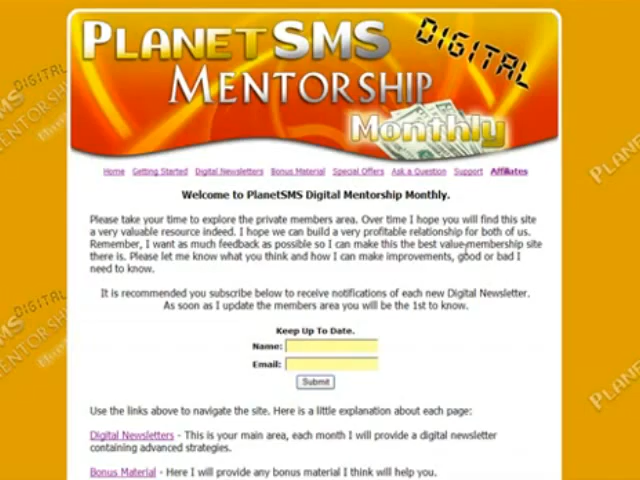 PLANET SMS DIGITAL
MENTORSHIP
Monthly
Home Getting Started Digital Newsletters Bonus Material Special Offers Ask a Question Support Affiliates
Welcome to PlanetSMS Digital Mentorship Monthly.
Please take your time to explore the private members area. Over time I hope you will find this site
a very valuable resource indeed. I hope we can build a very profitable relationship for both of us.
Remember, I want as much feedback as possible so I can make this the best value membership site
there is. Please let me know what you think and how I can make improvements, good or bad I
need to know.
It is recommended you subscribe below to receive notifications of each new Digital Newsletter.
As soon as I update the members area you will be the 1st to know.
Keep Up To Date.
Name:
Email:
Submit
Use the links above to navigate the site. Here is a little explanation about each page:
Digital Newsletters - This is your main area, each month I will provide a digital newsletter
containing advanced strategies.
Bonus Material - Here I will provide any bonus material I think will help you.